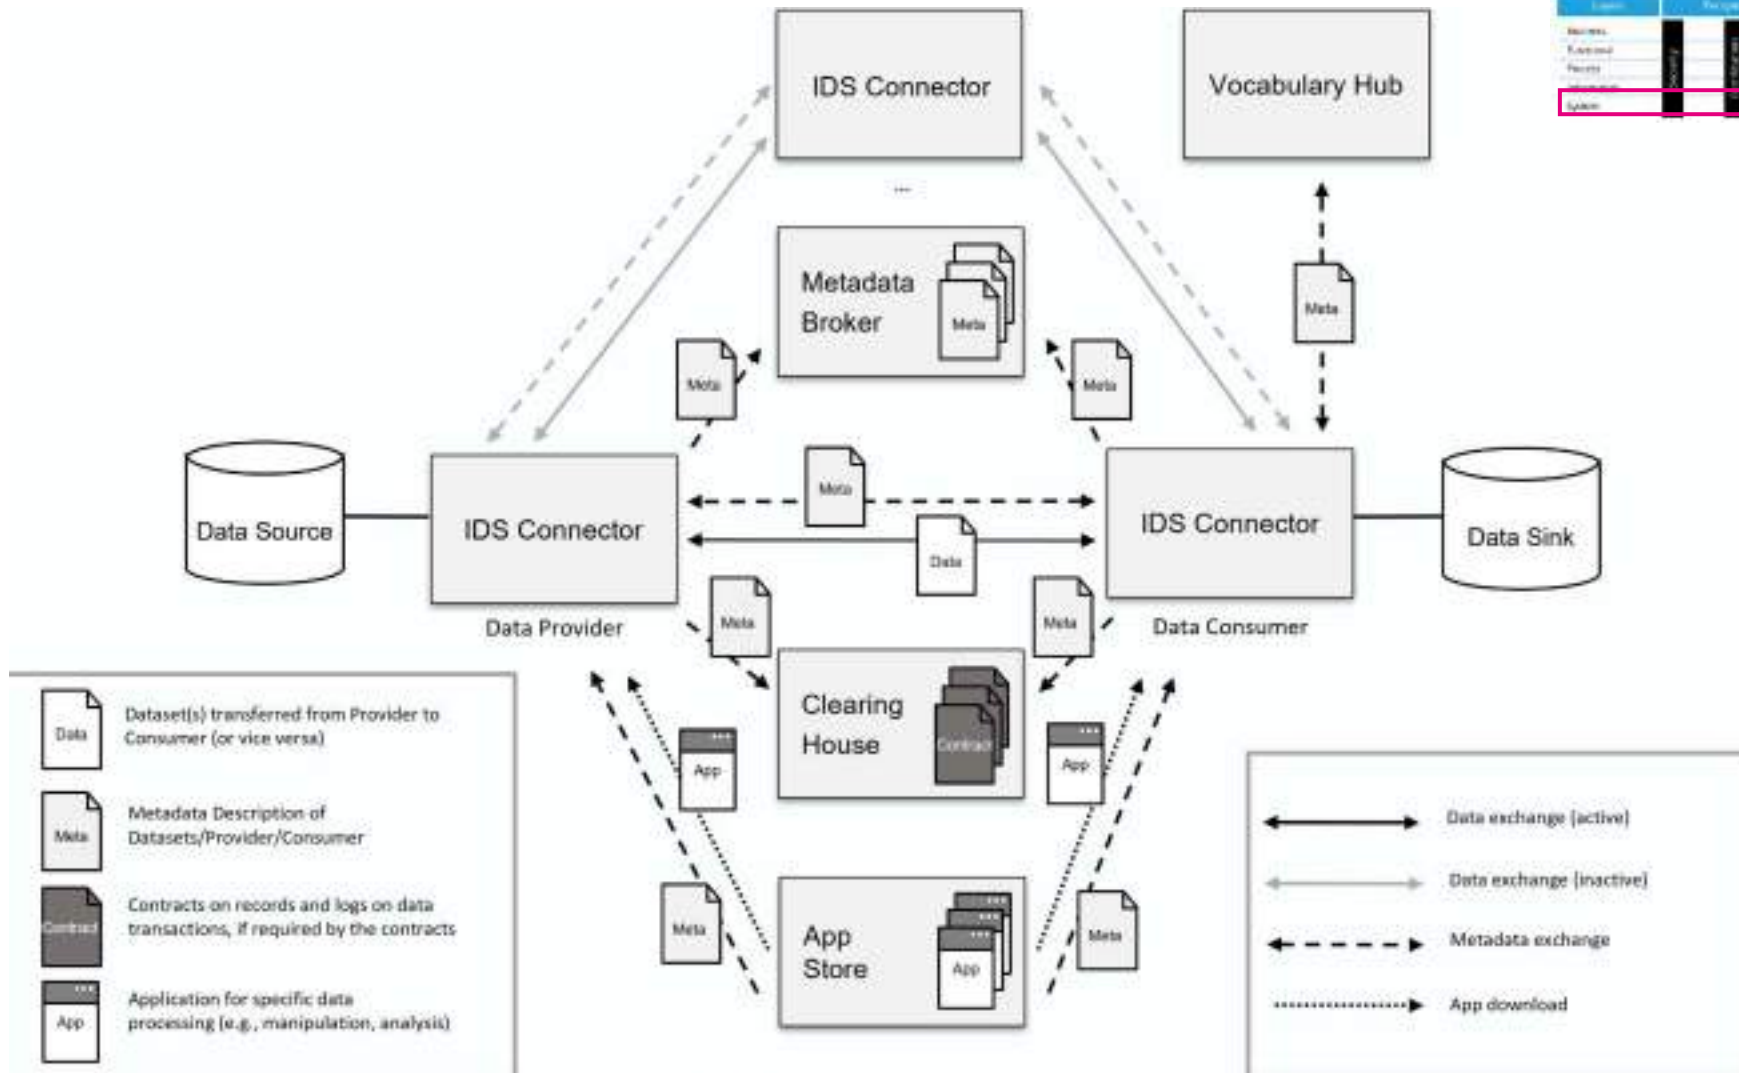 IDS Connector
Vocabulary Hub
...
Metadata
Broker
Meta
Meta
Meta
Meta
Meta
Data Source
IDS Connector
IDS Connector
Data Sink
Data
Data Provider
Data Consumer
Meta
Meta
Clearing
House
Contract
App
App
App
Store
App
Meta
Meta
Data
Dataset(s) transferred from Provider to
Consumer (or vice versa)
Meta
Metadata Description of
Datasets/Provider/Consumer
Contract
Contracts on records and logs on data
transactions, if required by the contracts
App
Application for specific data
processing (e.g., manipulation, analysis)
Data exchange (active)
Data exchange (inactive)
Metadata exchange
App download